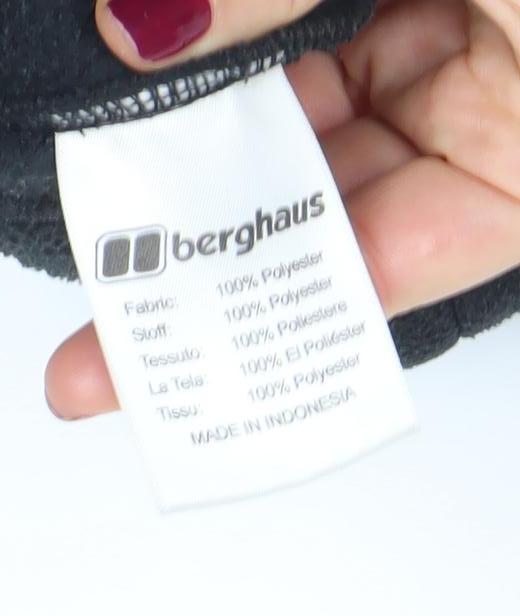 berghaus
Fabric: 100% Polyester
Stoff: 100% Polyester
Tessuto: 100% Poliestere
La Tela: 100% El Poliéster
Tissu: 100% Polyester
MADE IN INDONESIA